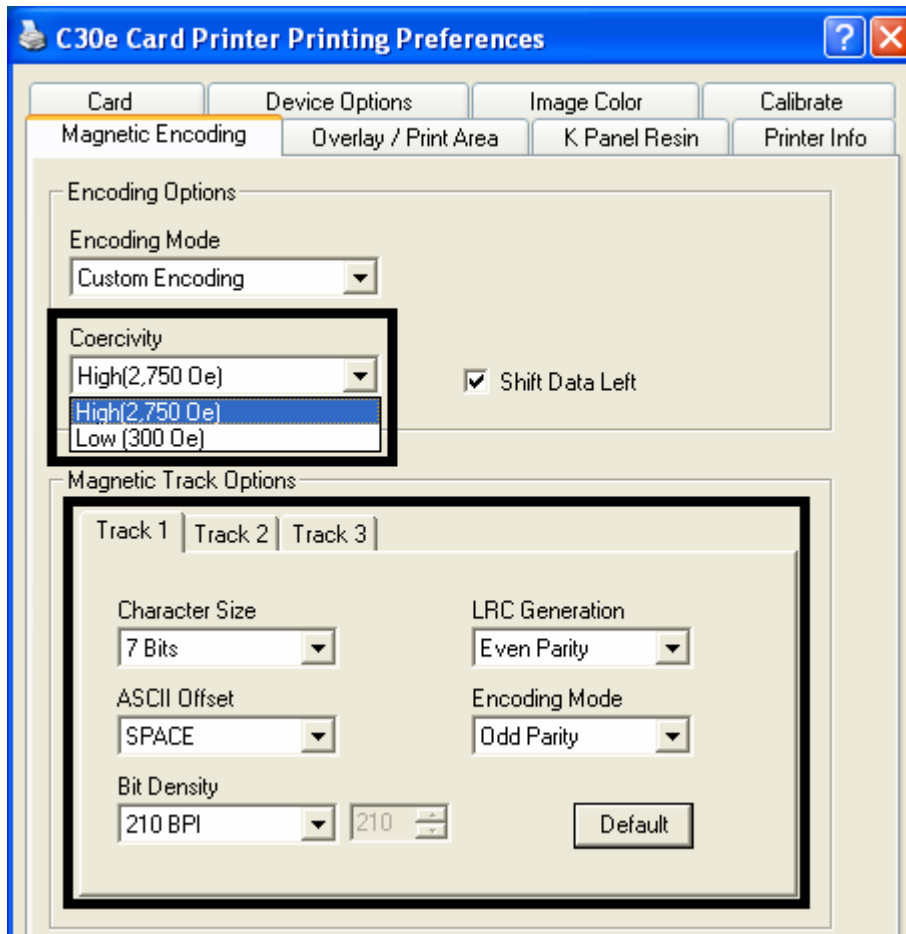 C30e Card Printer Printing Preferences
Card Device Options Image Color Calibrate
Magnetic Encoding Overlay / Print Area K Panel Resin Printer Info
Encoding Options
Encoding Mode
Custom Encoding
Coercivity
High(2,750 Oe)
Shift Data Left
High(2,750 Oe)
Low (300 Oe)
Magnetic Track Options
Track 1 Track 2 Track 3
Character Size LRC Generation
7 Bits Even Parity
ASCII Offset Encoding Mode
SPACE Odd Parity
Bit Density
210 BPI 210 Default